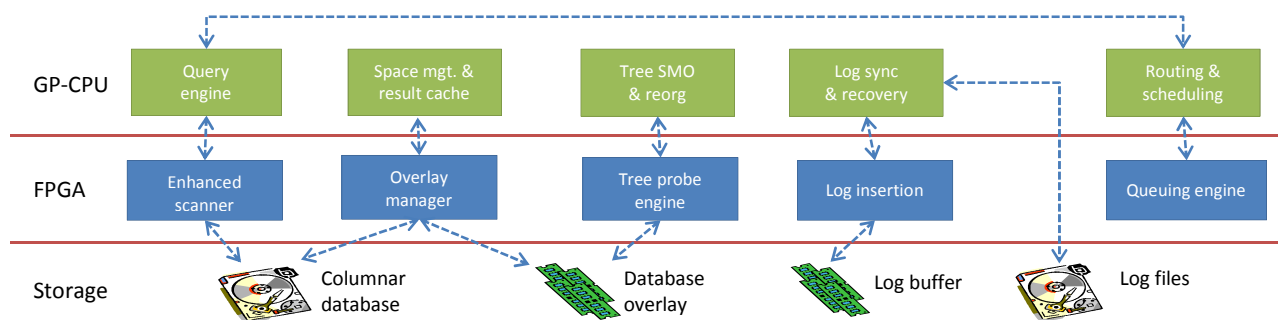 GP-CPU
Query
engine
Space mgt. &
result cache
Tree SMO
& reorg
Log sync
& recovery
Routing &
scheduling
FPGA
Enhanced
scanner
Overlay
manager
Tree probe
engine
Log insertion
Queuing engine
Storage
Columnar
database
Database
overlay
Log buffer
Log files